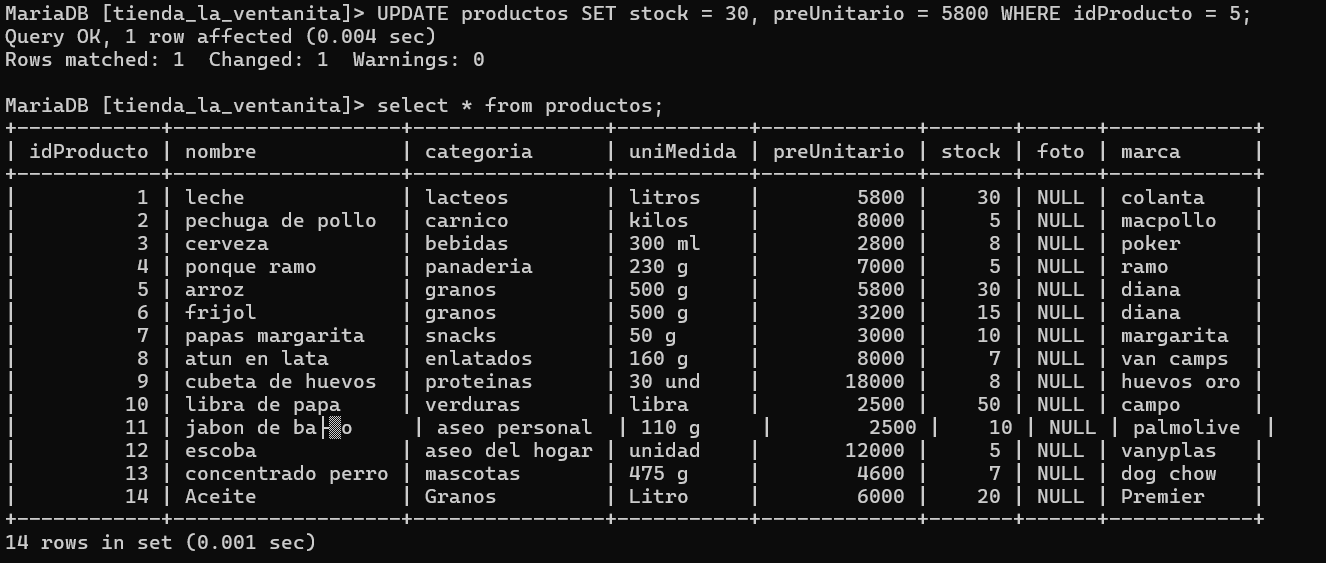 MariaDB [tienda_la_ventanita]> UPDATE productos SET stock = 30, preUnitario = 5800 WHERE idProducto = 5;
Query OK, 1 row affected (0.004 sec)
Rows matched: 1  Changed: 1  Warnings: 0
MariaDB [tienda_la_ventanita]> select * from productos;
+------------+-------------------+----------------+-----------+-------------+-------+------+------------+
| idProducto | nombre            | categoria      | uniMedida | preUnitario | stock | foto | marca      |
+------------+-------------------+----------------+-----------+-------------+-------+------+------------+
|          1 | leche             | lacteos        | litros    |        5800 |    30 | NULL | colanta    |
|          2 | pechuga de pollo  | carnico        | kilos     |        8000 |     5 | NULL | macpollo   |
|          3 | cerveza           | bebidas        | 300 ml    |        2800 |     8 | NULL | poker      |
|          4 | ponque ramo       | panaderia      | 230 g     |        7000 |     5 | NULL | ramo       |
|          5 | arroz             | granos         | 500 g     |        5800 |    30 | NULL | diana      |
|          6 | frijol            | granos         | 500 g     |        3200 |    15 | NULL | diana      |
|          7 | papas margarita   | snacks         | 50 g      |        3000 |    10 | NULL | margarita  |
|          8 | atun en lata      | enlatados      | 160 g     |        8000 |     7 | NULL | van camps  |
|          9 | cubeta de huevos  | proteinas      | 30 und    |       18000 |     8 | NULL | huevos oro |
|         10 | libra de papa     | verduras       | libra     |        2500 |    50 | NULL | campo      |
|         11 | jabon de ba├▒o     | aseo personal  | 110 g     |        2500 |    10 | NULL | palmolive  |
|         12 | escoba            | aseo del hogar | unidad    |       12000 |     5 | NULL | vanyplas   |
|         13 | concentrado perro | mascotas       | 475 g     |        4600 |     7 | NULL | dog chow   |
|         14 | Aceite            | Granos         | Litro     |        6000 |    20 | NULL | Premier    |
+------------+-------------------+----------------+-----------+-------------+-------+------+------------+
14 rows in set (0.001 sec)